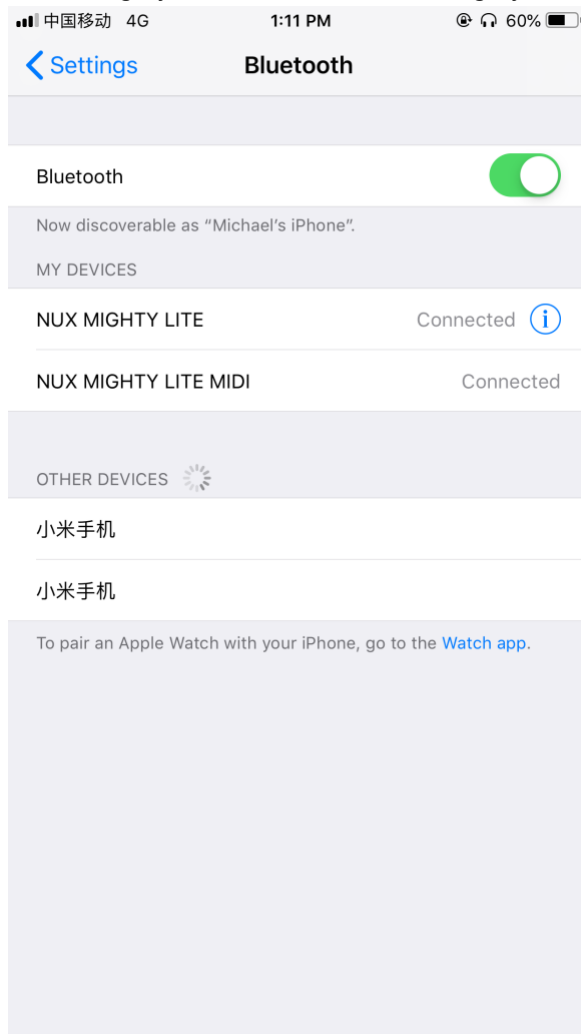 中国移动 4G 1:11 PM 60%
Settings Bluetooth
Bluetooth
Now discoverable as “Michael’s iPhone”.
MY DEVICES
NUX MIGHTY LITE Connected
NUX MIGHTY LITE MIDI Connected
OTHER DEVICES
小米手机
小米手机
To pair an Apple Watch with your iPhone, go to the Watch app.